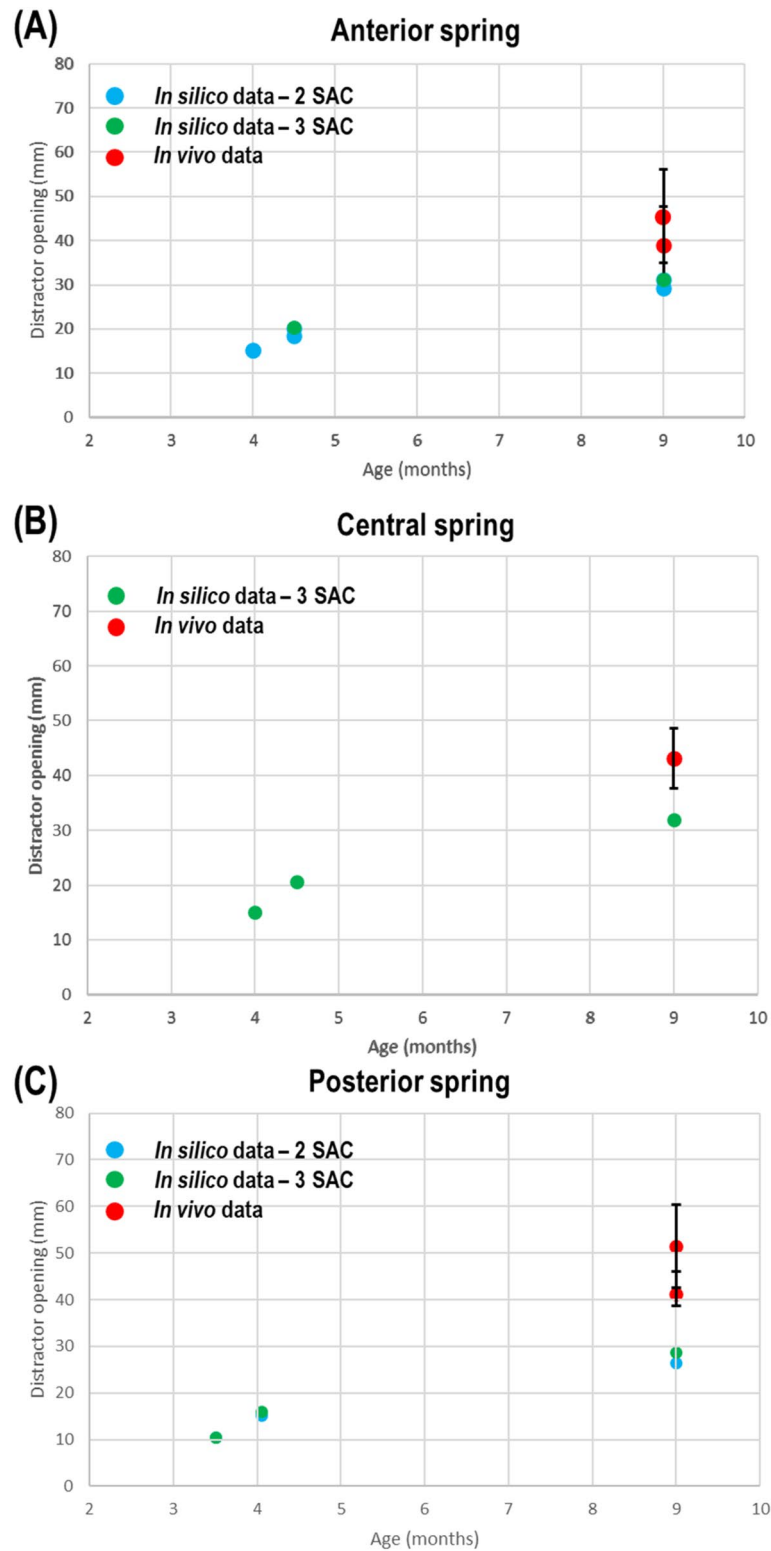 (A)
Anterior spring
80
70
60
50
40
30
20
10
0
Distractor opening (mm)
In silico data – 2 SAC
In silico data – 3 SAC
In vivo data
2 3 4 5 6 7 8 9 10
Age (months)
(B)
Central spring
80
70
60
50
40
30
20
10
0
Distractor opening (mm)
In silico data – 3 SAC
In vivo data
2 3 4 5 6 7 8 9 10
Age (months)
(C)
Posterior spring
80
70
60
50
40
30
20
10
0
Distractor opening (mm)
In silico data – 2 SAC
In silico data – 3 SAC
In vivo data
2 3 4 5 6 7 8 9 10
Age (months)